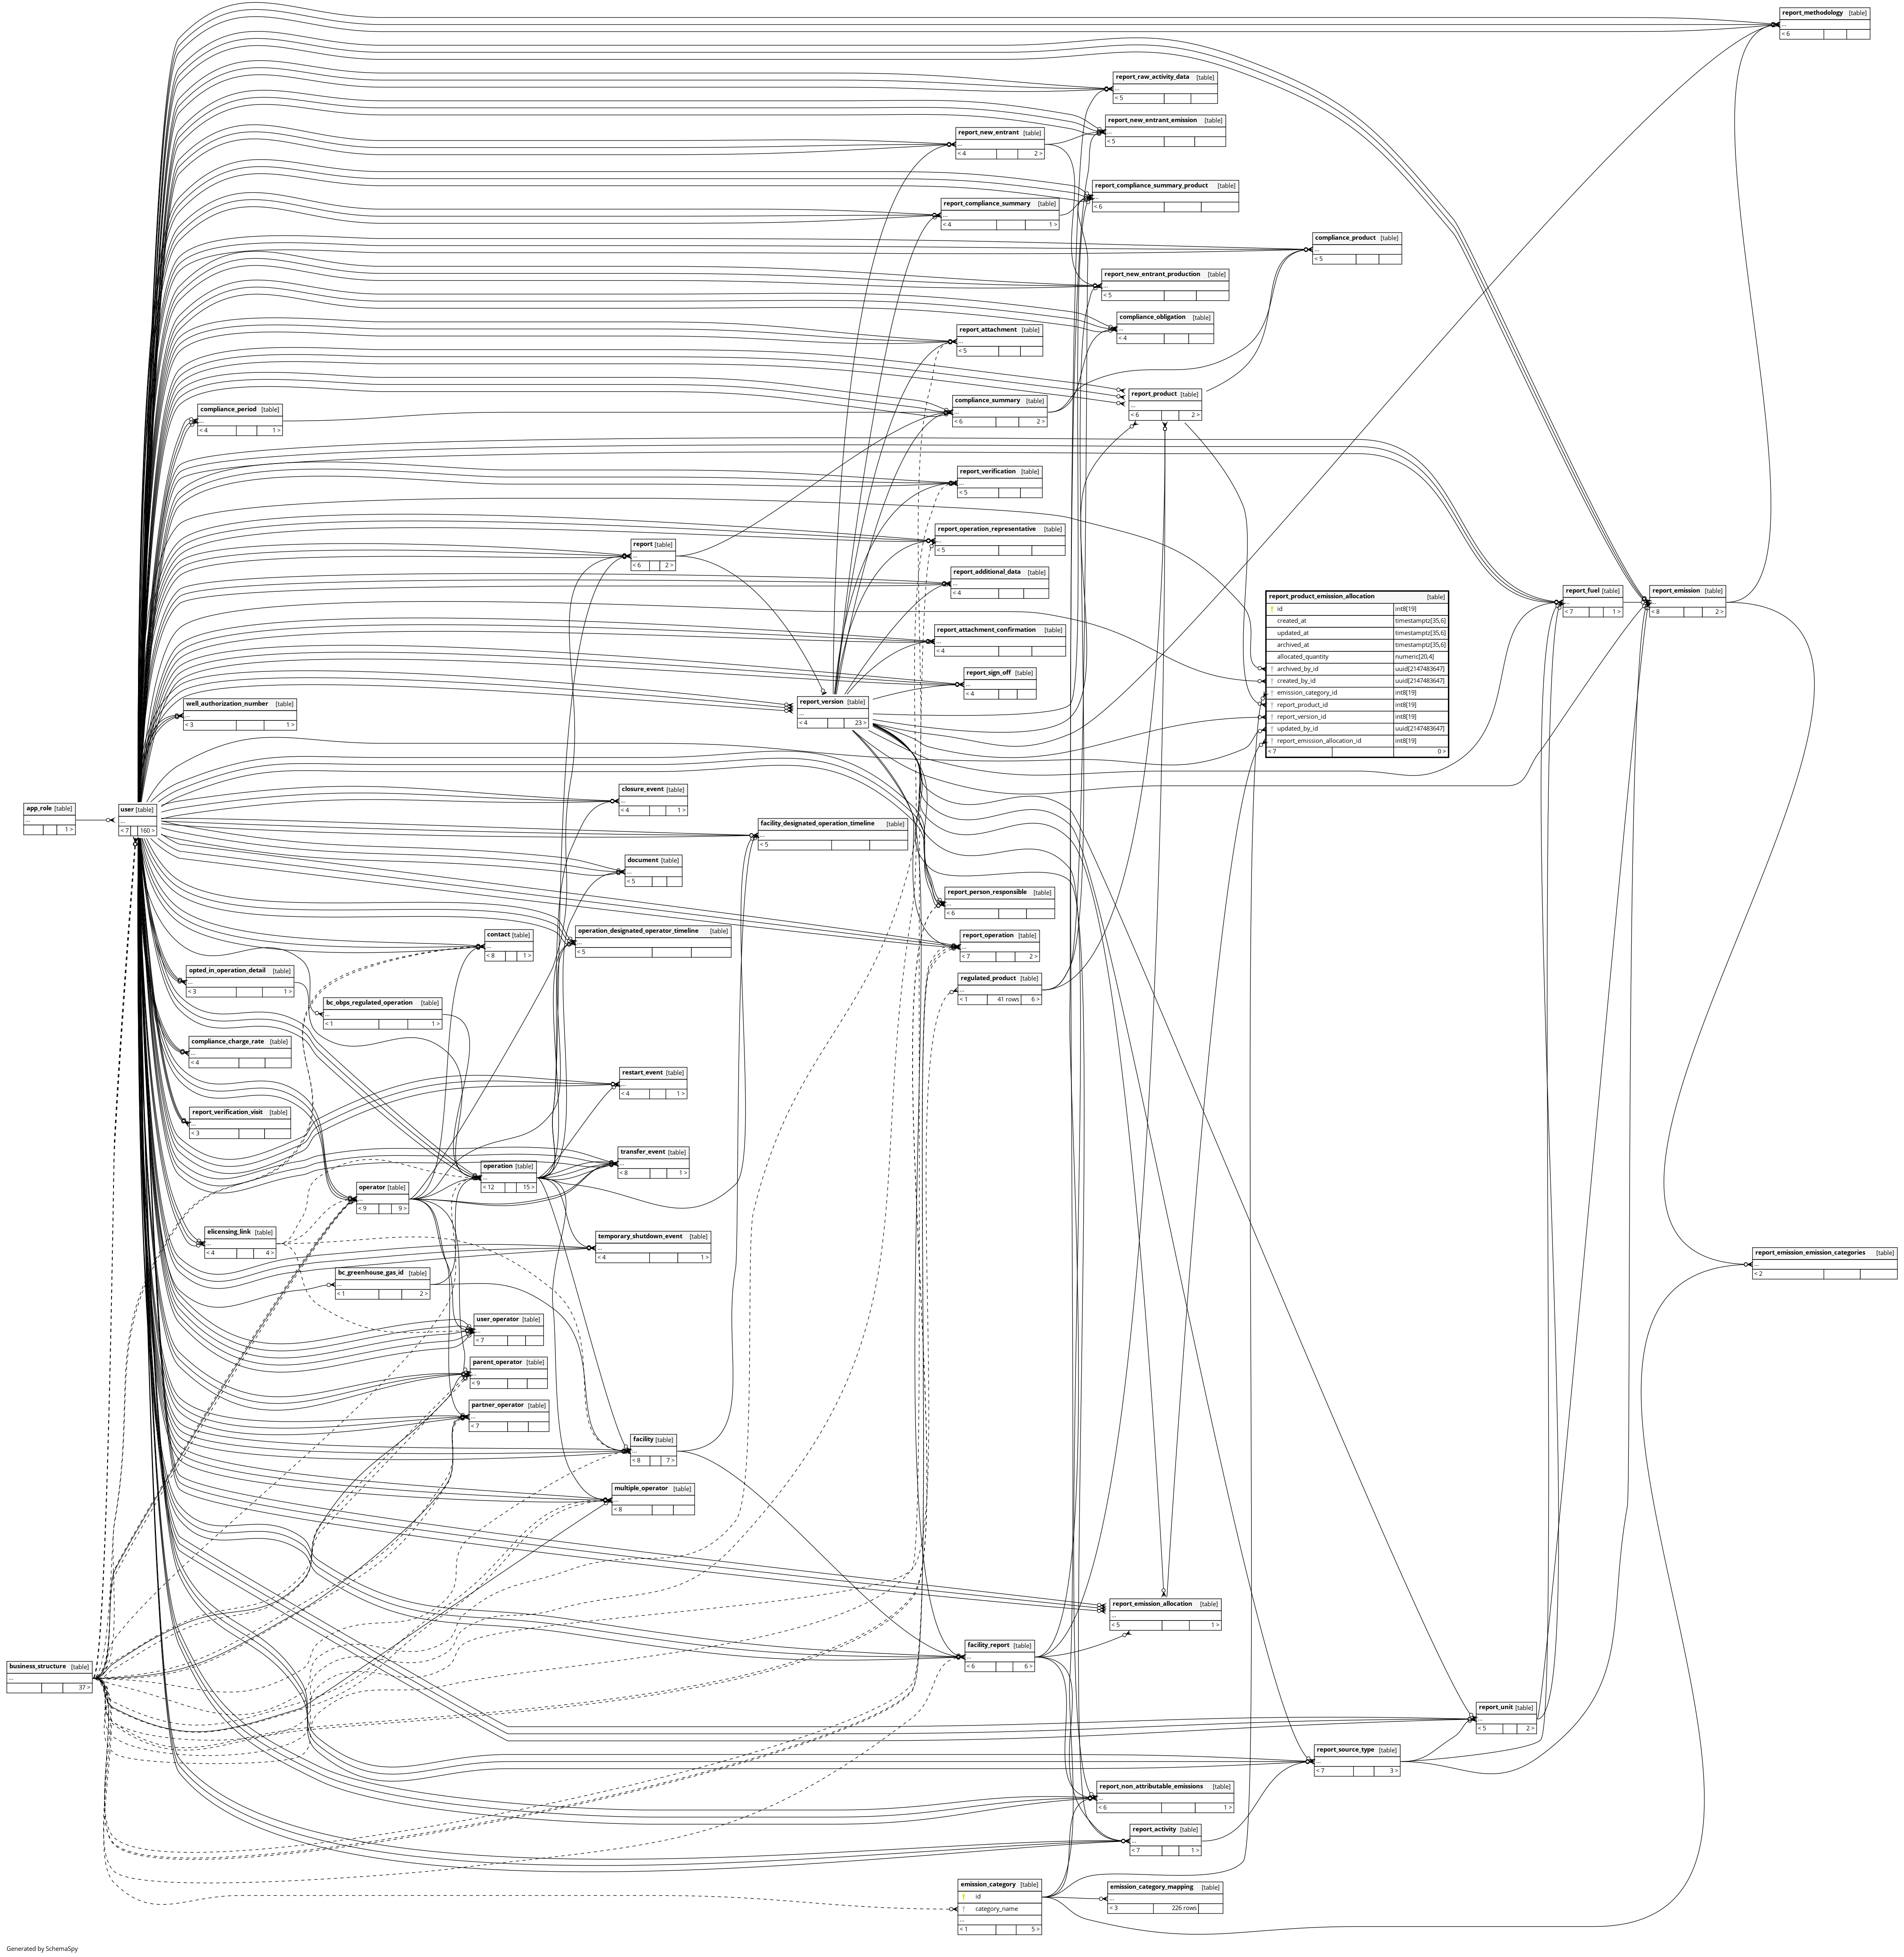 report_methodology [table]
...
< 6
report_raw_activity_data [table]
...
< 5
report_new_entrant_emission [table]
...
< 5
report_new_entrant [table]
...
< 4 2 >
report_compliance_summary_product [table]
...
< 6
report_compliance_summary [table]
...
< 4 1 >
compliance_product [table]
...
< 5
report_new_entrant_production [table]
...
< 5
compliance_obligation [table]
...
< 4
report_attachment [table]
...
< 5
report_product [table]
...
< 6 2 >
compliance_summary [table]
...
< 6 2 >
compliance_period [table]
...
< 4 1 >
report_verification [table]
...
< 5
report_operation_representative [table]
...
< 5
report [table]
...
< 6 2 >
report_additional_data [table]
...
< 4
report_product_emission_allocation [table]
id int8[19]
created_at timestamptz[35,6]
updated_at timestamptz[35,6]
archived_at timestamptz[35,6]
allocated_quantity numeric[20,4]
archived_by_id uuid[2147483647]
created_by_id uuid[2147483647]
emission_category_id int8[19]
report_product_id int8[19]
report_version_id int8[19]
updated_by_id uuid[2147483647]
report_emission_allocation_id int8[19]
< 7 0 >
report_fuel [table]
...
< 7 1 >
report_emission [table]
...
< 8 2 >
report_attachment_confirmation [table]
...
< 4
report_sign_off [table]
...
< 4
report_version [table]
...
< 4 23 >
well_authorization_number [table]
...
< 3 1 >
closure_event [table]
...
< 4 1 >
app_role [table]
...
1 >
user [table]
...
< 7 160 >
facility_designated_operation_timeline [table]
...
< 5
document [table]
...
< 5
report_person_responsible [table]
...
< 6
contact [table]
...
< 8 1 >
operation_designated_operator_timeline [table]
...
< 5
report_operation [table]
...
< 7 2 >
opted_in_operation_detail [table]
...
< 3 1 >
regulated_product [table]
...
< 1 41 rows 6 >
bc_obps_regulated_operation [table]
...
< 1 1 >
compliance_charge_rate [table]
...
< 4
restart_event [table]
...
< 4 1 >
report_verification_visit [table]
...
< 3
transfer_event [table]
...
< 8 1 >
operation [table]
...
< 12 15 >
operator [table]
...
< 9 9 >
elicensing_link [table]
...
< 4 4 >
temporary_shutdown_event [table]
...
< 4 1 >
report_emission_emission_categories [table]
...
< 2
bc_greenhouse_gas_id [table]
...
< 1 2 >
user_operator [table]
...
< 7
parent_operator [table]
...
< 9
partner_operator [table]
...
< 7
facility [table]
...
< 8 7 >
multiple_operator [table]
...
< 8
report_emission_allocation [table]
...
< 5 1 >
facility_report [table]
...
< 6 6 >
business_structure [table]
...
37 >
report_unit [table]
...
< 5 2 >
report_source_type [table]
...
< 7 3 >
report_non_attributable_emissions [table]
...
< 6 1 >
report_activity [table]
...
< 7 1 >
emission_category [table]
id
category_name
...
< 1 5 >
emission_category_mapping [table]
...
< 3 226 rows
Generated by SchemaSpy